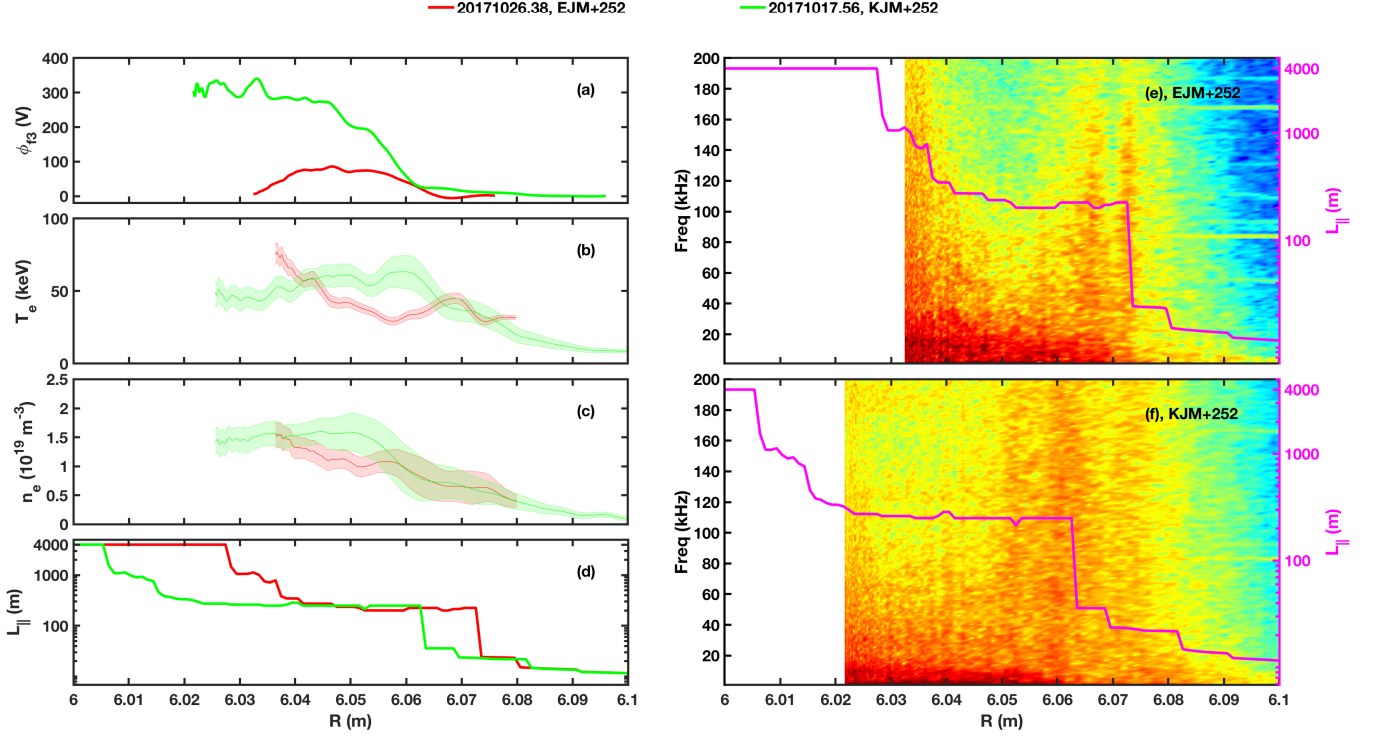 20171026.38, EJM+252
20171017.56, KJM+252
400
300
200
100
0
ϕf3 (V)
(a)
100
50
0
Te (keV)
(b)
2.5
2
1.5
1
0.5
0
ne (10^19 m^-3)
(c)
4000
1000
100
L|| (m)
(d)
6 6.01 6.02 6.03 6.04 6.05 6.06 6.07 6.08 6.09 6.1
R (m)
200
180
160
140
120
100
80
60
40
20
Freq (kHz)
(e), EJM+252
4000
1000
100
L|| (m)
200
180
160
140
120
100
80
60
40
20
Freq (kHz)
(f), KJM+252
4000
1000
100
L|| (m)
6.00 6.01 6.02 6.03 6.04 6.05 6.06 6.07 6.08 6.09 6.1
R (m)